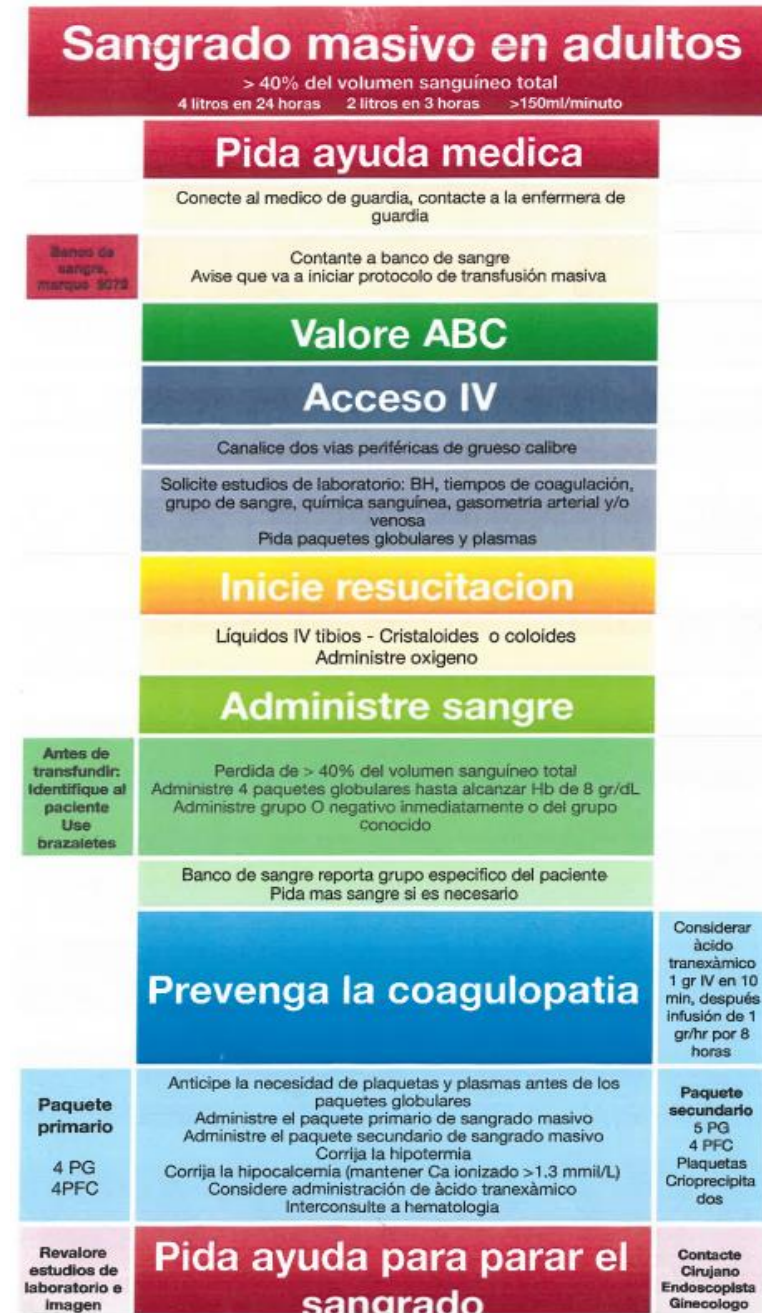 Sangrado masivo en adultos
> 40% del volumen sanguíneo total
4 litros en 24 horas 2 litros en 3 horas >150ml/minuto
Pida ayuda medica
Conecte al medico de guardia, contacte a la enfermera de
guardia
Banco de
sangre,
marque
Contante a banco de sangre
Avise que va a iniciar protocolo de transfusión masiva
Valore ABC
Acceso IV
Canalice dos vias periféricas de grueso calibre
Solicite estudios de laboratorio: BH, tiempos de coagulación,
grupo de sangre, química sanguínea, gasometría arterial y/o
venosa
Pida paquetes globulares y plasmas
Inicie resucitacion
Líquidos IV tibios - Cristaloides o coloides
Administre oxigeno
Administre sangre
Antes de
transfundir:
Identifique al
paciente
Use
brazaletes
Perdida de > 40% del volumen sanguíneo total
Administre 4 paquetes globulares hasta alcanzar Hb de 8 gr/dL
Administre grupo O negativo inmediatamente o del grupo
conocido
Banco de sangre reporta grupo especifico del paciente
Pida mas sangre si es necesario
Prevenga la coagulopatia
Considerar
àcido
tranexàmico
1 gr IV en 10
min, después
infusión de 1
gr/hr por 8
horas
Paquete
primario
4 PG
4PFC
Anticipe la necesidad de plaquetas y plasmas antes de los
paquetes globulares
Administre el paquete primario de sangrado masivo
Administre el paquete secundario de sangrado masivo
Corrija la hipotermia
Corrija la hipocalcemia (mantener Ca ionizado >1.3 mmil/L)
Considere administración de àcido tranexàmico
Interconsulte a hematologia
Paquete
secundario
5 PG
4 PFC
Plaquetas
Crioprecipita
dos
Revalore
estudios de
laboratorio e
imagen
Pida ayuda para parar el
sangrado
Contacte
Cirujano
Endoscopista
Ginecologo